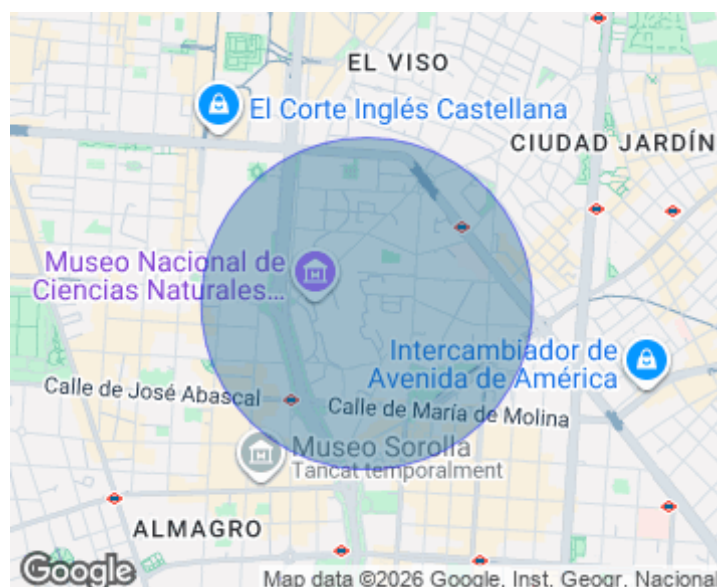 EL VISO
El Corte Inglés Castellana
CIUDAD JARDÍN
Museo Nacional de
Ciencias Naturales...
Intercambiador de
Avenida de América
Calle de José Abascal
Calle de María de Molina
Museo Sorolla
Tancat temporalment
ALMAGRO
Google
Map data ©2026 Google, Inst. Geogr. Nacional